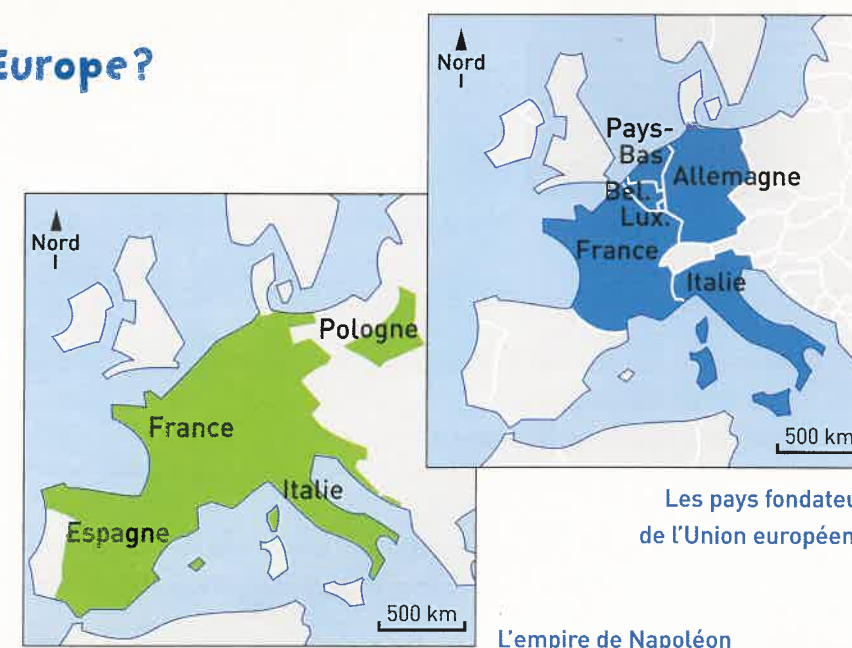 Europe?
Nord
Pays-
Bas
Allemagne
Bel.
Lux.
France
Italie
500 km
Les pays fondateu
de l'Union européen
Nord
Pologne
France
Italie
Espagne
500 km
L'empire de Napoléon